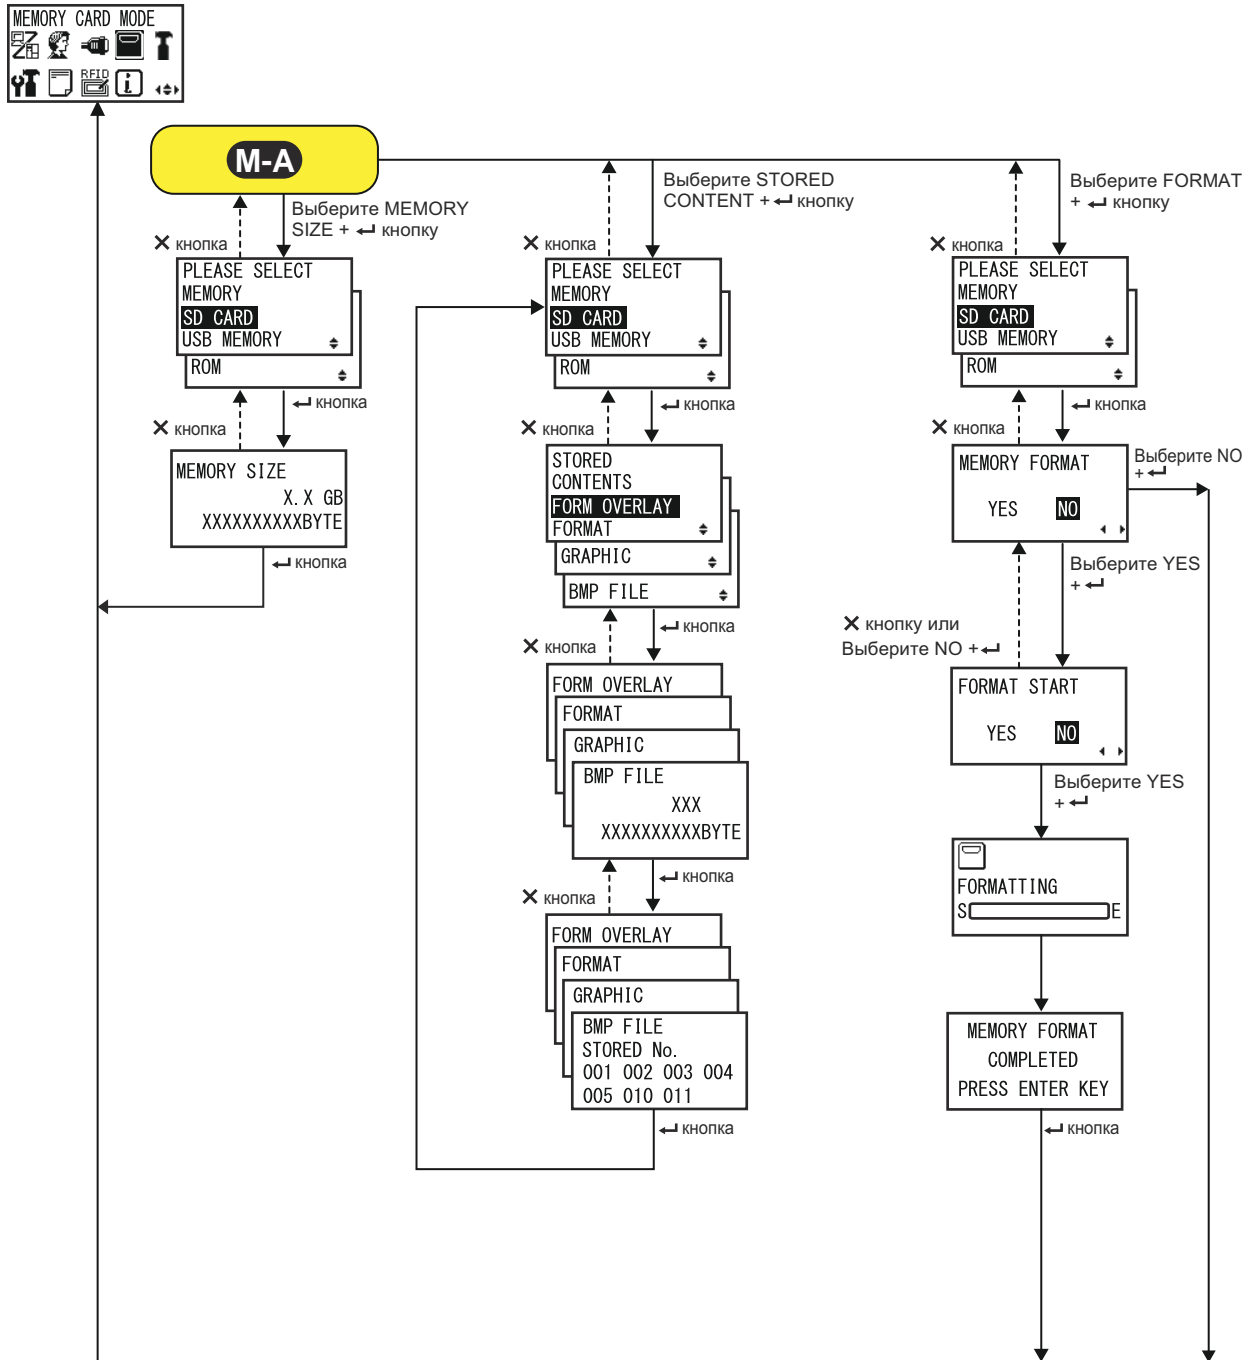 MEMORY CARD MODE
RFID
i
M-A
Выберите MEMORY
SIZE + ↵ кнопку
✕ кнопка
PLEASE SELECT
MEMORY
SD CARD
USB MEMORY
ROM
↵ кнопка
✕ кнопка
MEMORY SIZE
X.X GB
XXXXXXXXXXBYTE
↵ кнопка
Выберите STORED
CONTENT + ↵ кнопку
✕ кнопка
PLEASE SELECT
MEMORY
SD CARD
USB MEMORY
ROM
↵ кнопка
✕ кнопка
STORED
CONTENTS
FORM OVERLAY
FORMAT
GRAPHIC
BMP FILE
↵ кнопка
✕ кнопка
FORM OVERLAY
FORMAT
GRAPHIC
BMP FILE
XXX
XXXXXXXXXXBYTE
↵ кнопка
✕ кнопка
FORM OVERLAY
FORMAT
GRAPHIC
BMP FILE
STORED No.
001 002 003 004
005 010 011
↵ кнопка
Выберите FORMAT
+ ↵ кнопку
✕ кнопка
PLEASE SELECT
MEMORY
SD CARD
USB MEMORY
ROM
↵ кнопка
✕ кнопка
MEMORY FORMAT
YES NO
Выберите NO
+ ↵
Выберите YES
+ ↵
✕ кнопку или
Выберите NO + ↵
FORMAT START
YES NO
Выберите YES
+ ↵
FORMATTING
S E
MEMORY FORMAT
COMPLETED
PRESS ENTER KEY
↵ кнопка